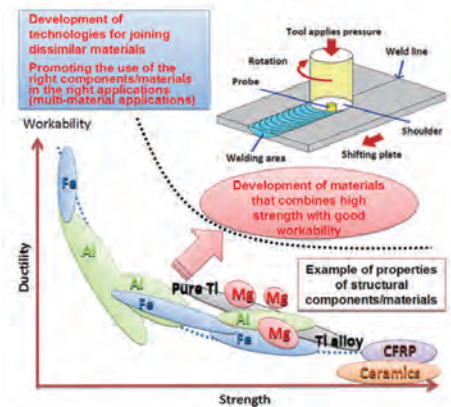 Development of
technologies for joining
dissimilar materials
Promoting the use of the
right components/materials
in the right applications
(multi-material applications)
Tool applies pressure
Rotation
Weld line
Probe
Shoulder
Welding area
Shifting plate
Workability
Development of materials
that combines high
strength with good
workability
Example of properties
of structural
components/materials
Ductility
Fe
Al
Al
Pure Ti
Mg
Mg
Fe
Al
Mg
Fe
Ti alloy
CFRP
Ceramics
Strength